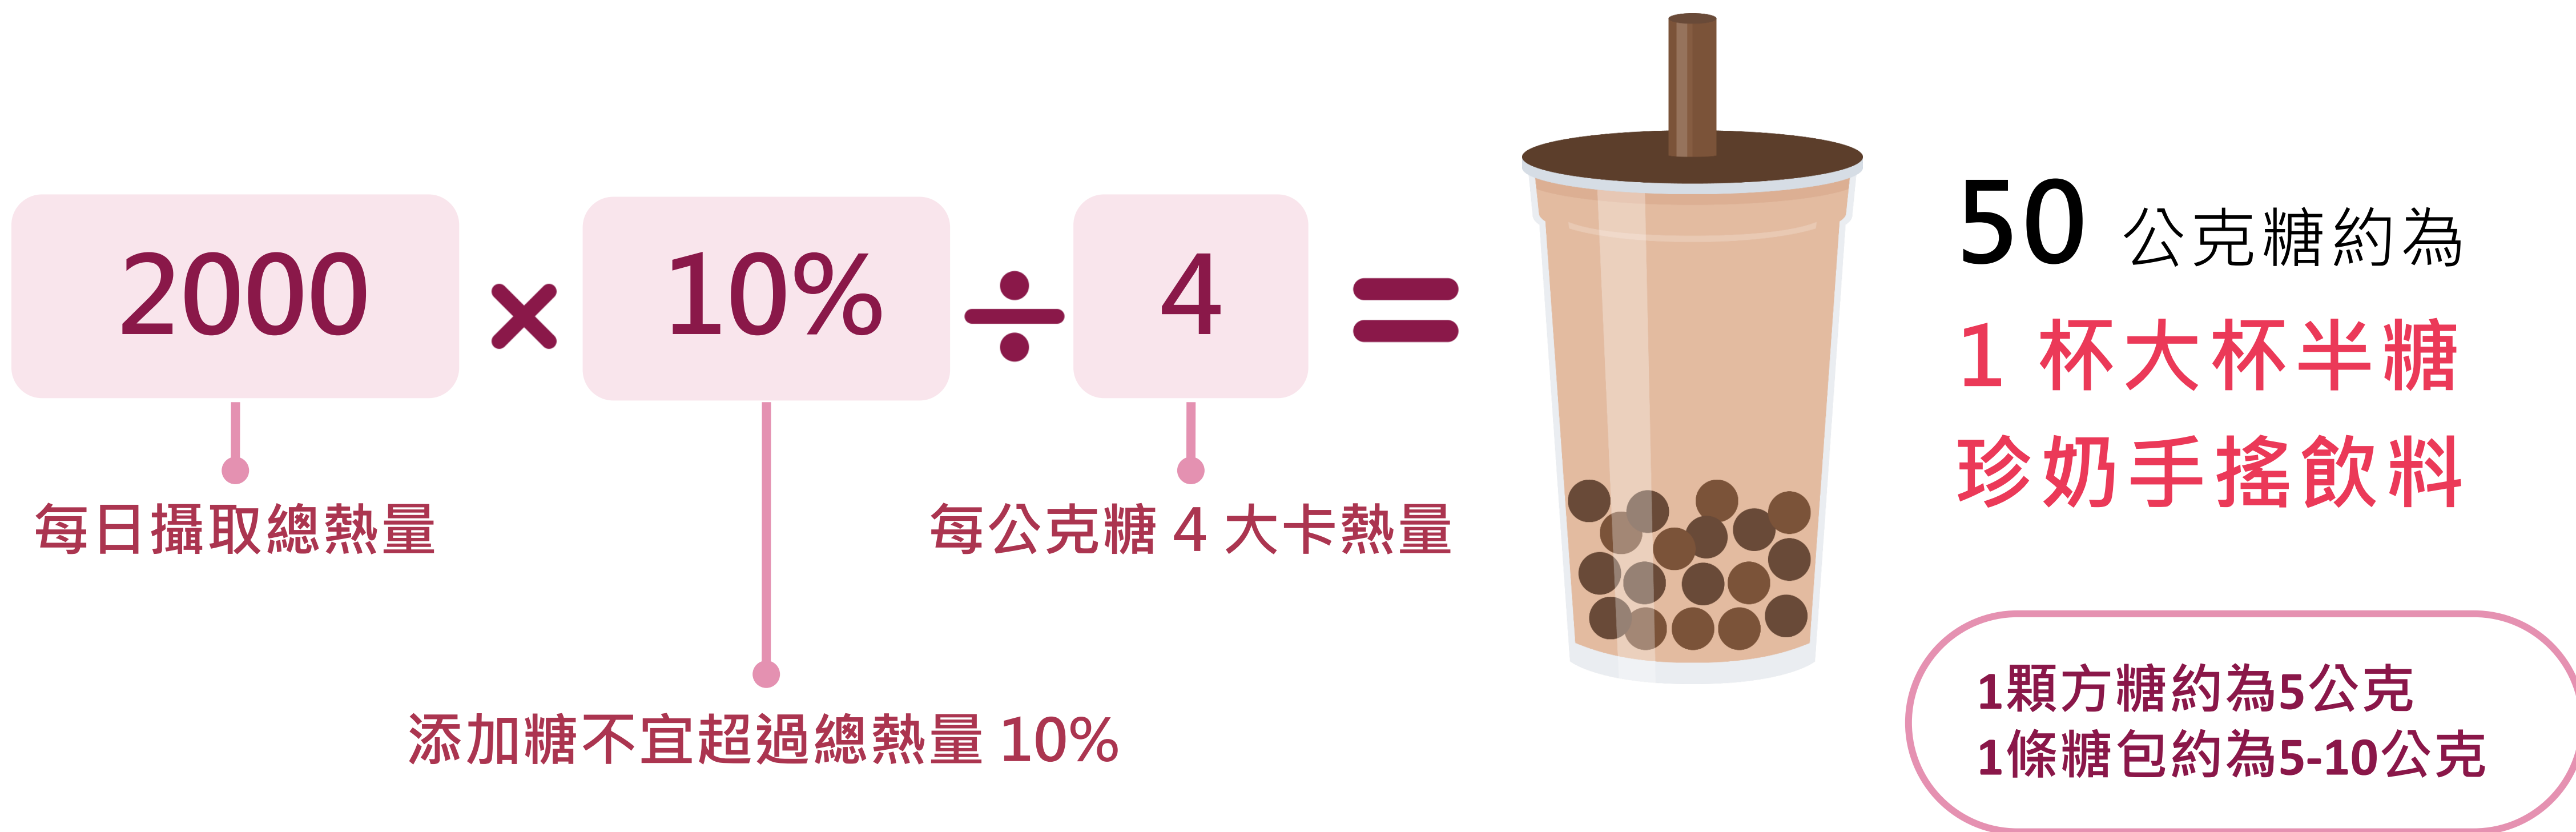 2000 × 10% ÷ 4 =
每日攝取總熱量
每公克糖 4 大卡熱量
添加糖不宜超過總熱量 10%
50 公克糖約為
1 杯大杯半糖
珍奶手搖飲料
1顆方糖約為5公克
1條糖包約為5-10公克